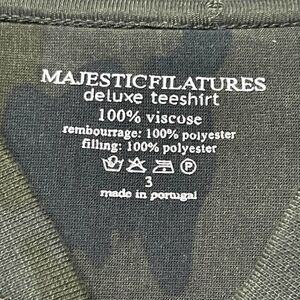 MAJESTICFILATURES
deluxe teeshirt
100% viscose
rembourrage: 100% polyester
filling: 100% polyester
P
3
made in portugal